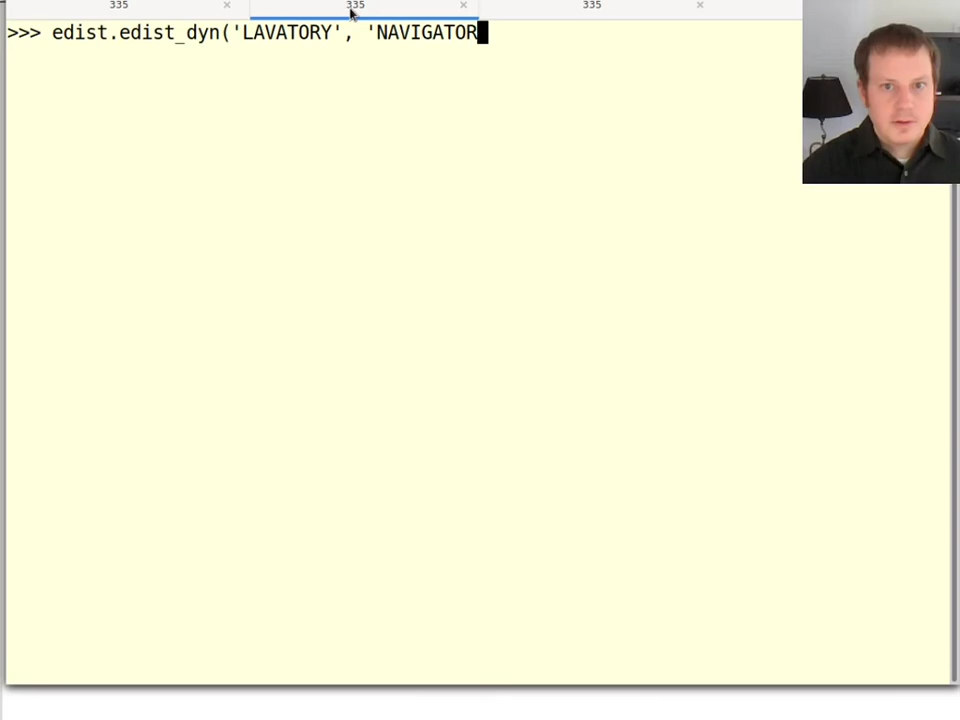 335 × 335 × 335 ×
>>> edist.edist_dyn('LAVATORY', 'NAVIGATOR